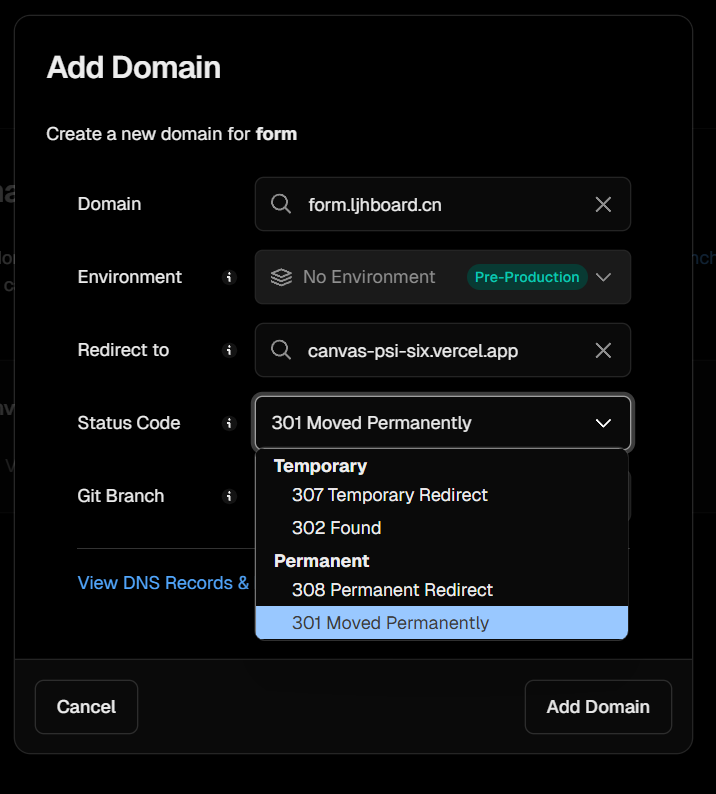 Add Domain
Create a new domain for form
Domain
form.ljhboard.cn
Environment
No Environment
Pre-Production
Redirect to
canvas-psi-six.vercel.app
Status Code
301 Moved Permanently
Temporary
307 Temporary Redirect
302 Found
Permanent
308 Permanent Redirect
301 Moved Permanently
Git Branch
View DNS Records &
Cancel
Add Domain